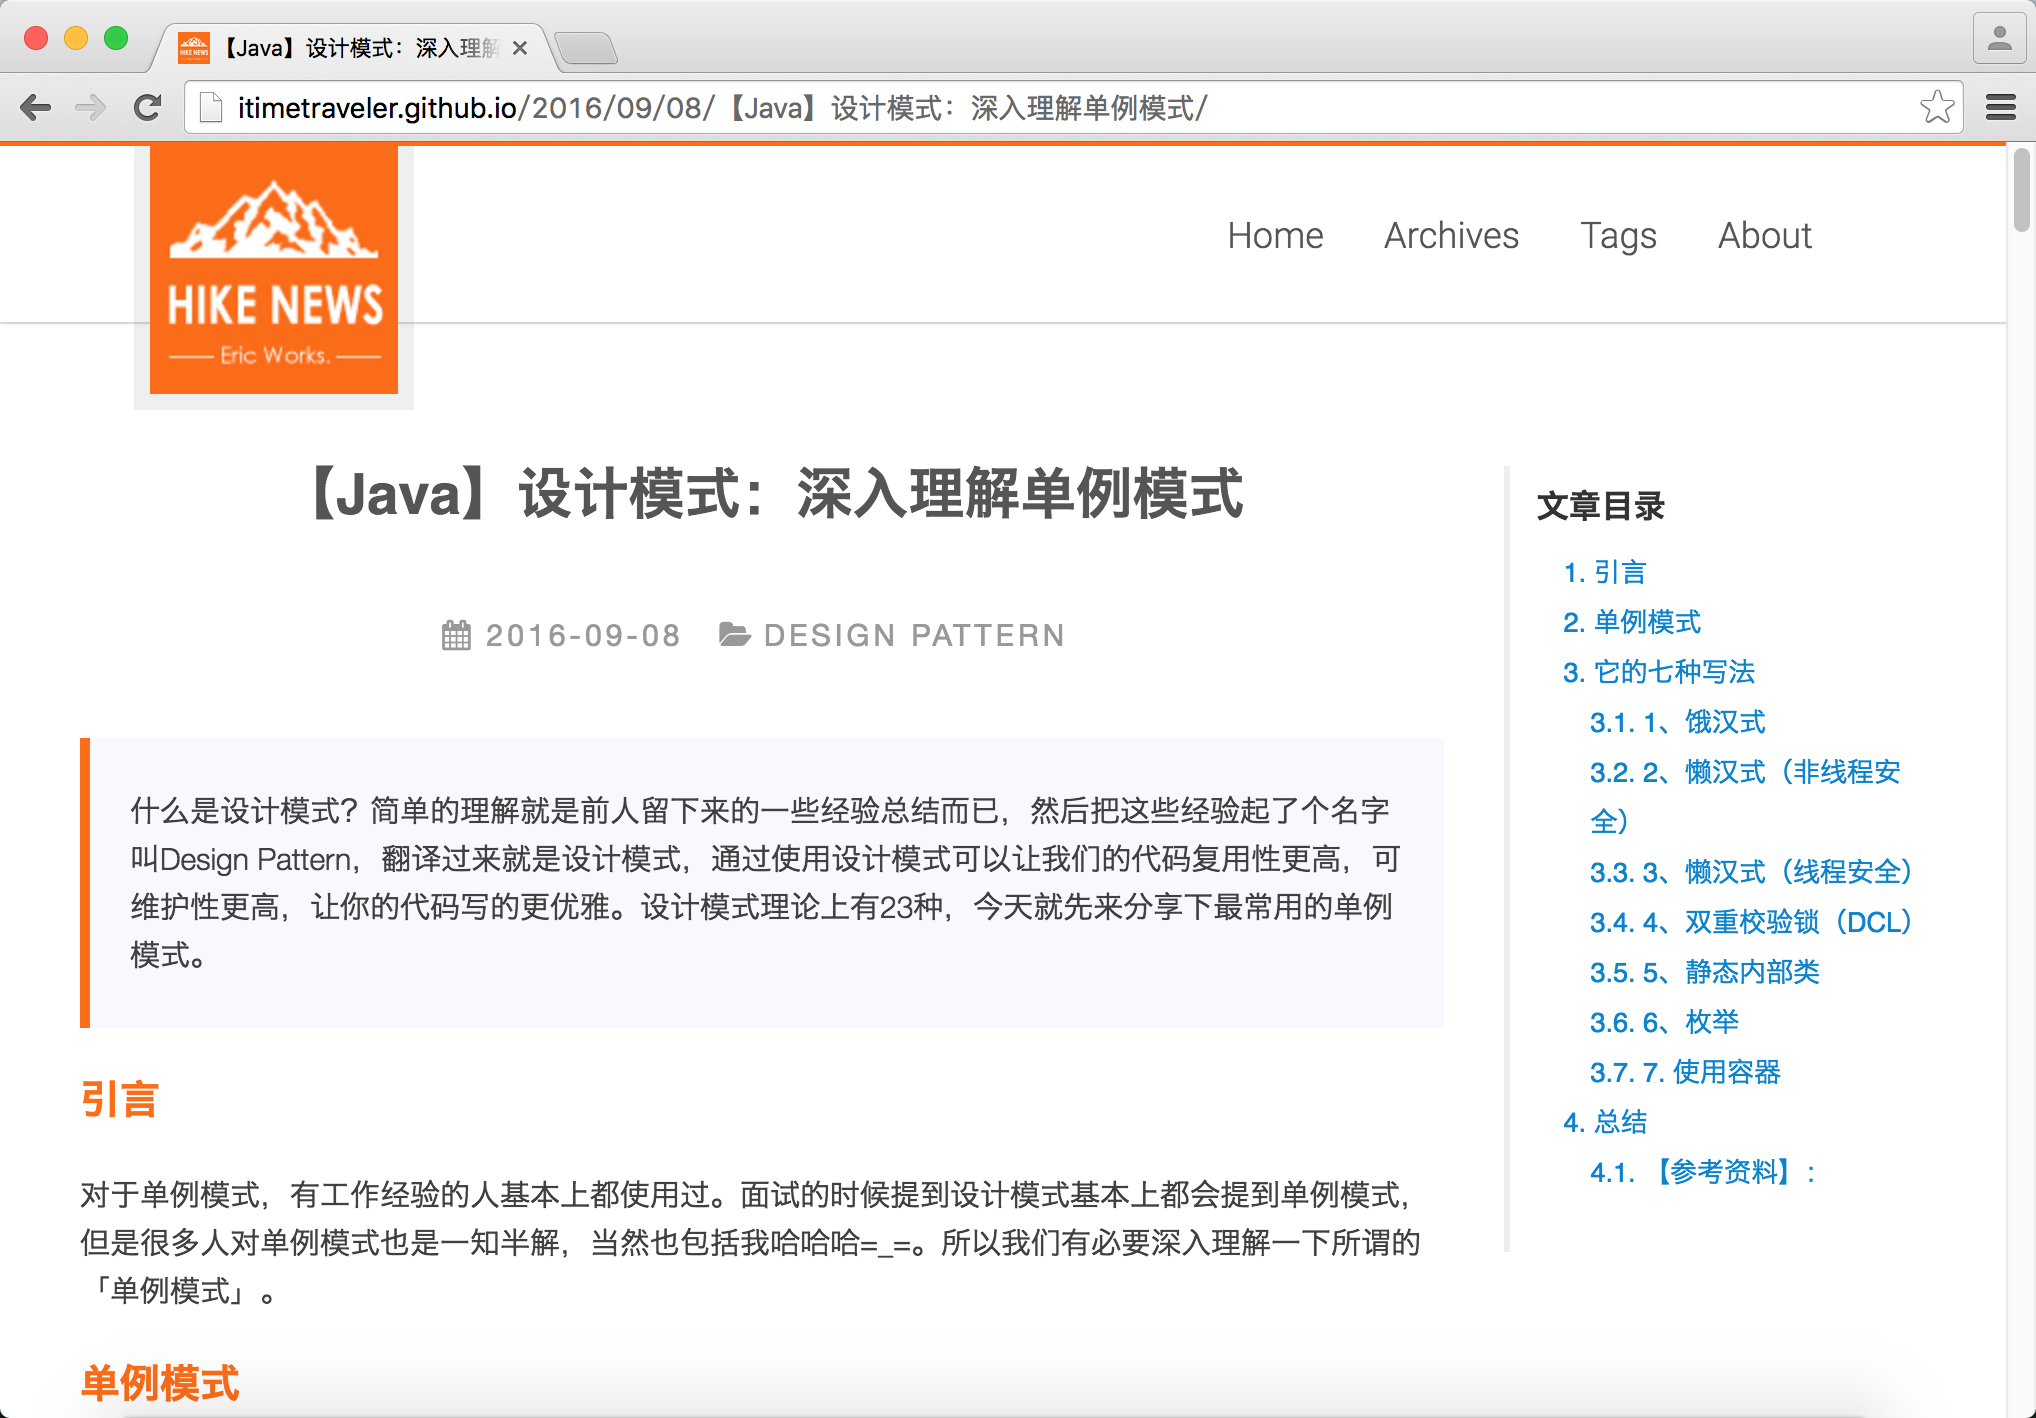 【Java】设计模式：深入理解
itimetraveler.github.io/2016/09/08/【Java】设计模式：深入理解单例模式/
HIKE NEWS
Eric Works.
HIKE NEWS
Eric Works.
Home Archives Tags About
【Java】设计模式：深入理解单例模式
2016-09-08 DESIGN PATTERN
什么是设计模式？简单的理解就是前人留下来的一些经验总结而已，然后把这些经验起了个名字
叫Design Pattern，翻译过来就是设计模式，通过使用设计模式可以让我们的代码复用性更高，可
维护性更高，让你的代码写的更优雅。设计模式理论上有23种，今天就先来分享下最常用的单例
模式。
引言
对于单例模式，有工作经验的人基本上都使用过。面试的时候提到设计模式基本上都会提到单例模式，
但是很多人对单例模式也是一知半解，当然也包括我哈哈哈=_=。所以我们有必要深入理解一下所谓的
「单例模式」。
单例模式
文章目录
1. 引言
2. 单例模式
3. 它的七种写法
3.1. 1、饿汉式
3.2. 2、懒汉式（非线程安
全）
3.3. 3、懒汉式（线程安全）
3.4. 4、双重校验锁（DCL）
3.5. 5、静态内部类
3.6. 6、枚举
3.7. 7. 使用容器
4. 总结
4.1. 【参考资料】：